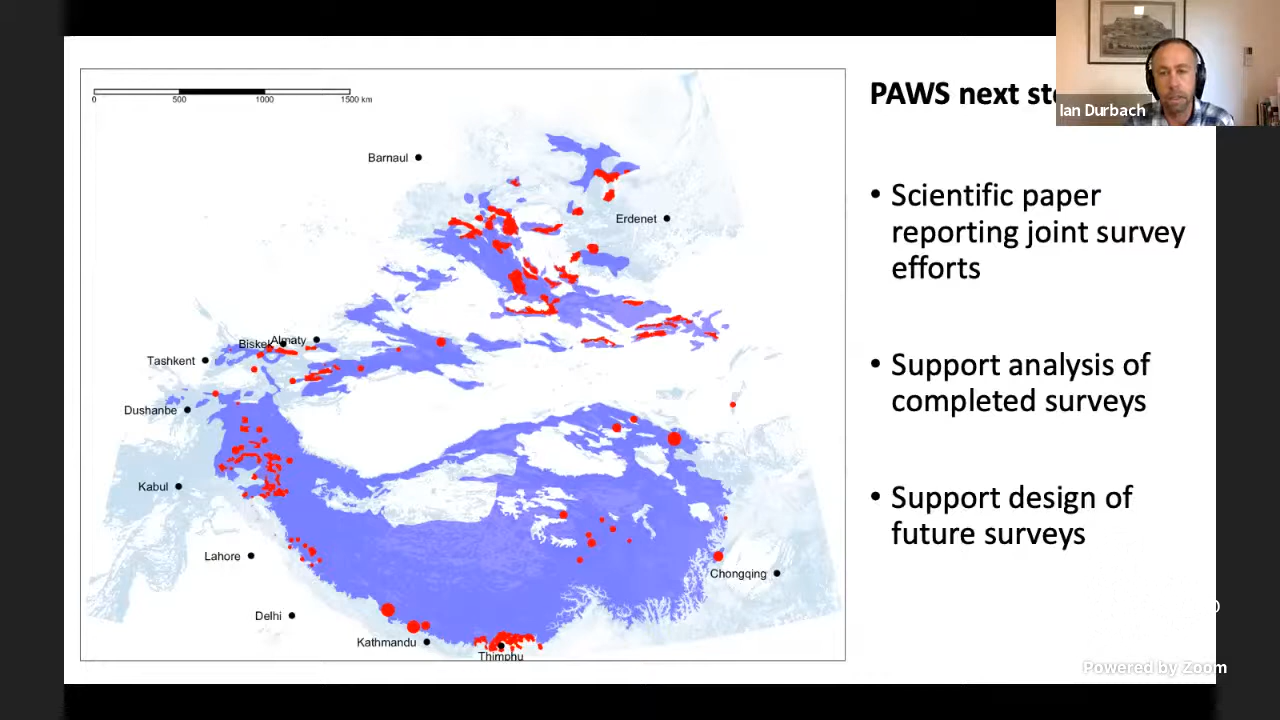 0
500
1000
1500 km
Barnaul
Erdenet
Almaty
Tashkent
Dushanbe
Kabul
Lahore
Delhi
Kathmandu
Thimphu
Chongqing
PAWS next
Ian Durbach
• Scientific paper
reporting joint survey
efforts
• Support analysis of
completed surveys
• Support design of
future surveys
Powered by Zoom